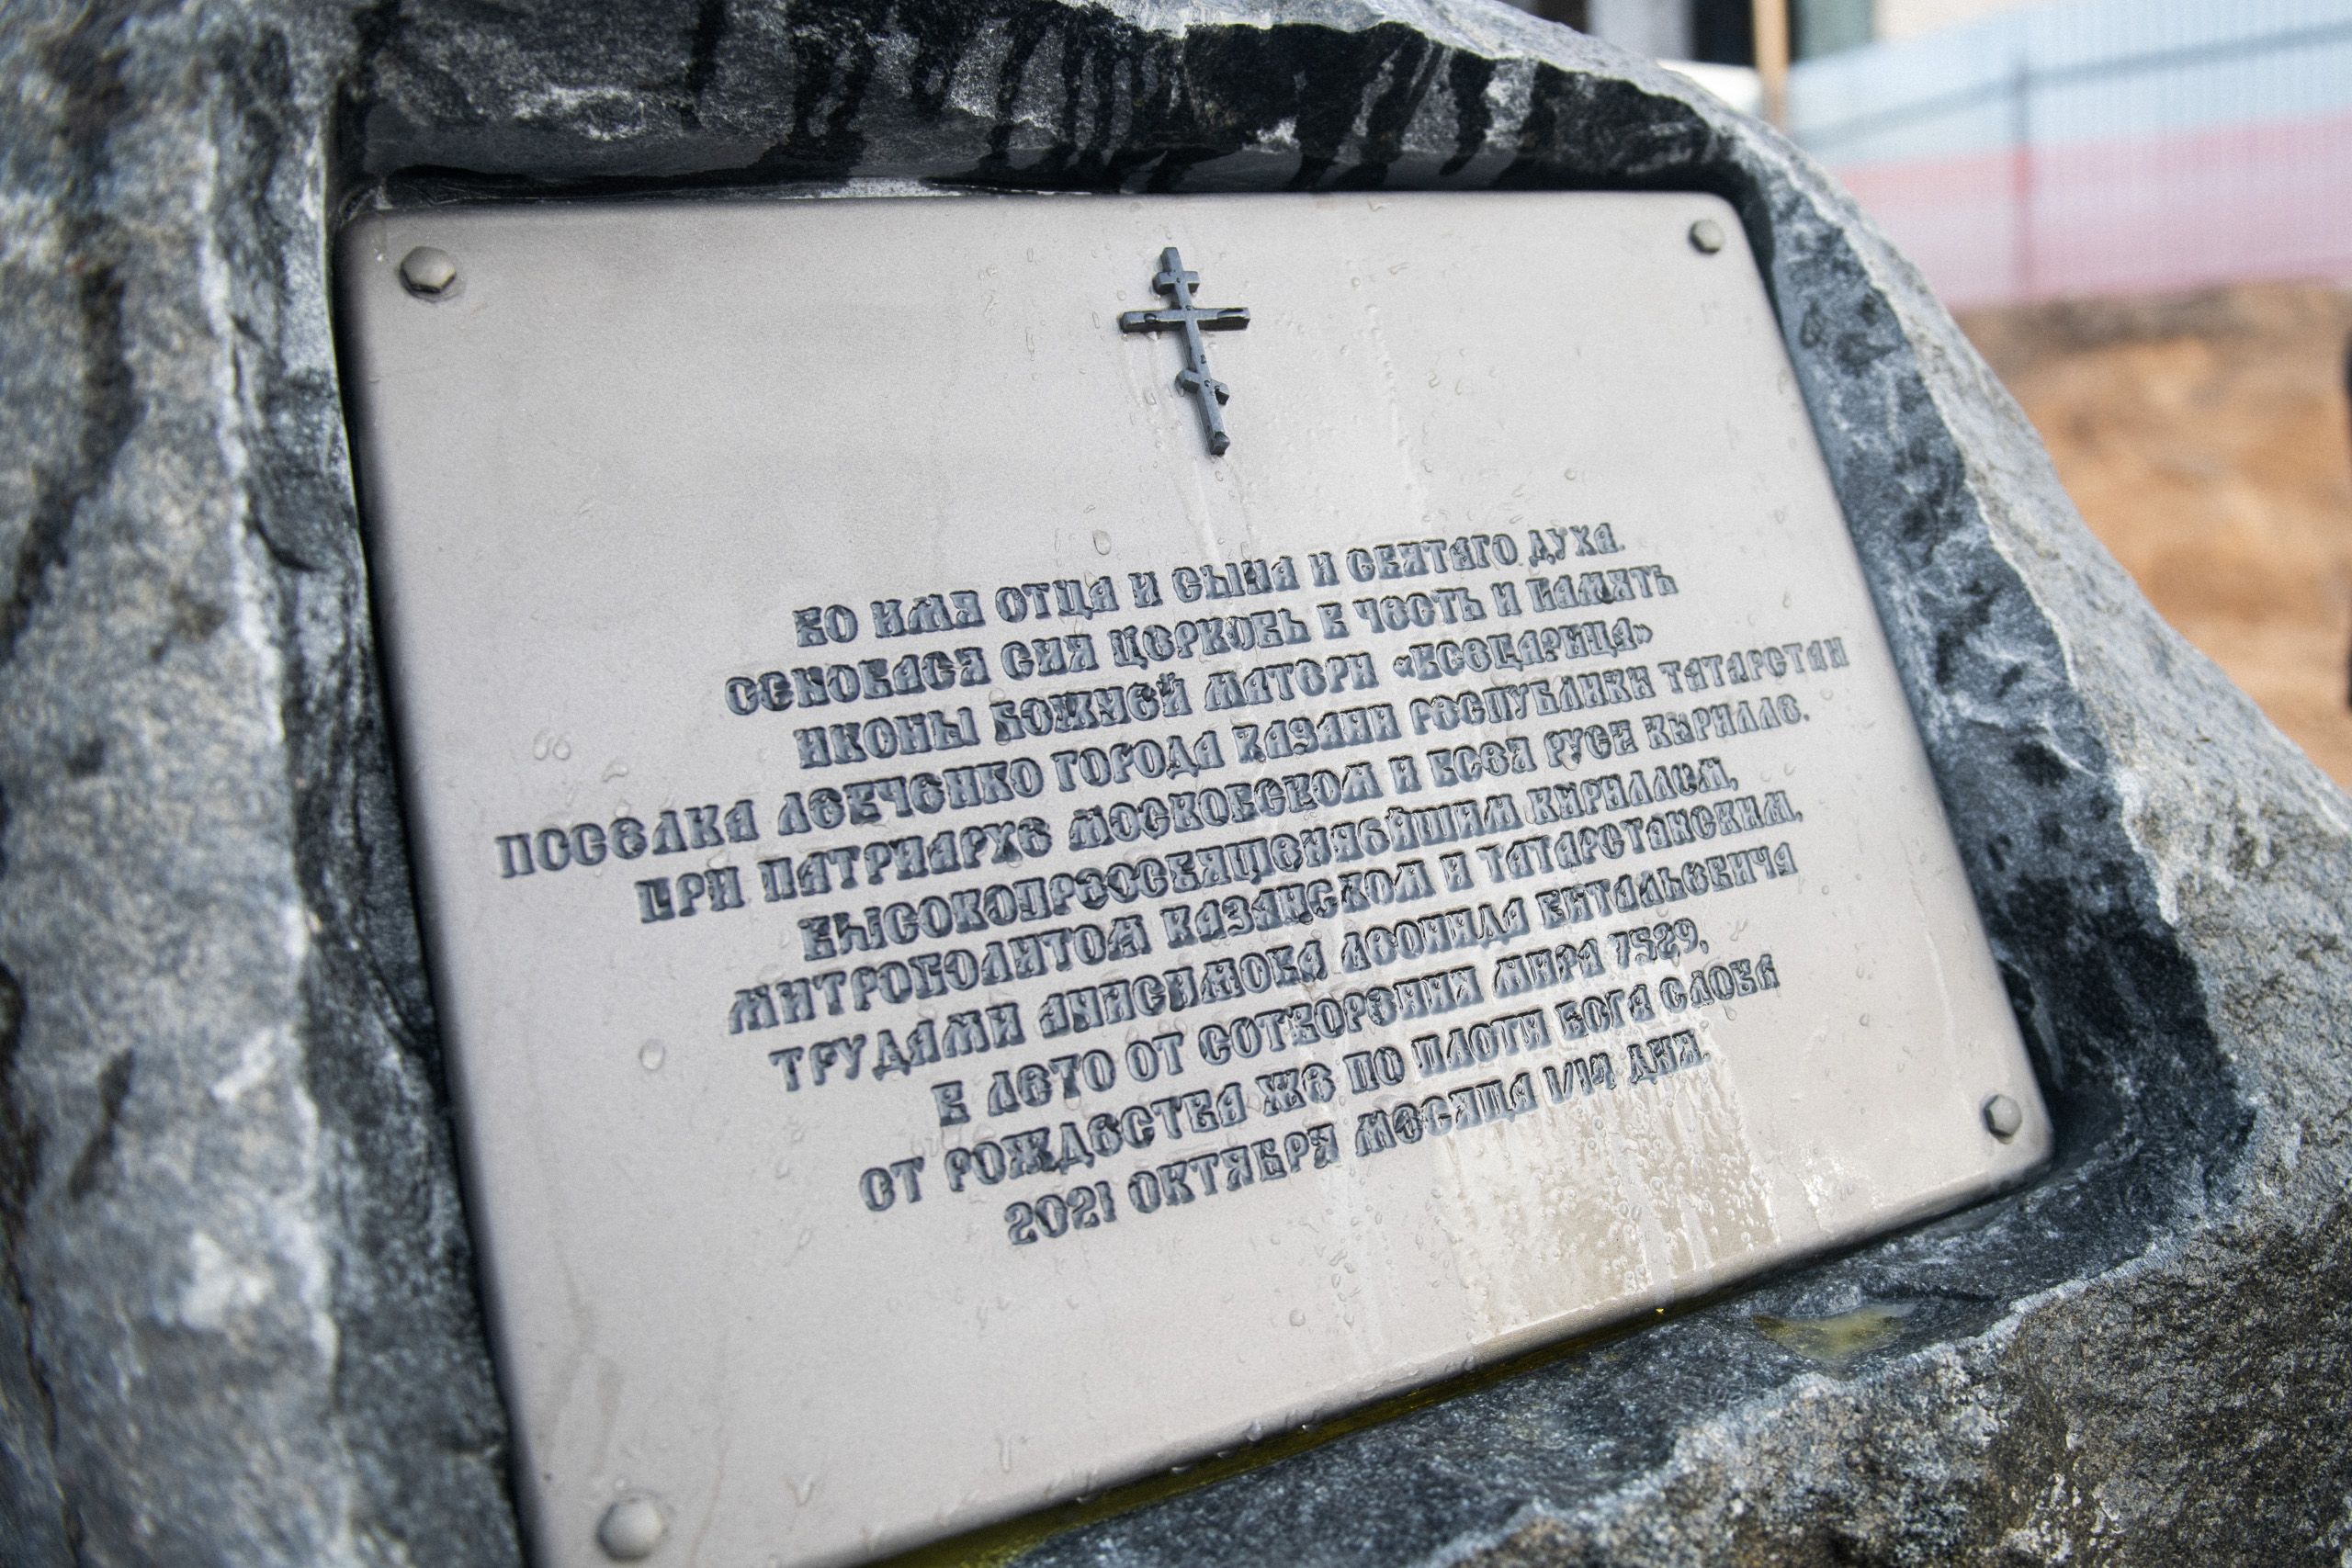 ВО ИМЯ ОТЦА И СЫНА И СВЯТАГО ДУХА.
ОСНОВАСЯ СИЯ ЦЕРКОВЬ В ЧЕСТЬ И ПАМЯТЬ
ИКОНЫ БОЖИЕЙ МАТЕРИ «ВСЕЦАРИЦА»
ПОСЕЛКА ЛЕВЧЕНКО ГОРОДА КАЗАНИ РЕСПУБЛИКИ ТАТАРСТАН
ПРИ ПАТРИАРХЕ МОСКОВСКОМ И ВСЕЯ РУСИ КИРИЛЛЕ,
ВЫСОКОПРЕОСВЯЩЕННЕЙШИМ КИРИЛЛОМ,
МИТРОПОЛИТОМ КАЗАНСКОМ И ТАТАРСТАНСКИМ,
ТРУДАМИ АНИСИМОВА ЛЕОНИДА ВИТАЛЬЕВИЧА
В ЛЕТО ОТ СОТВОРЕНИЯ МИРА 7529,
ОТ РОЖДЕСТВА ЖЕ ПО ПЛОТИ БОГА СЛОВА
2021 ОКТЯБРЯ МЕСЯЦА 1/14 ДНЯ.